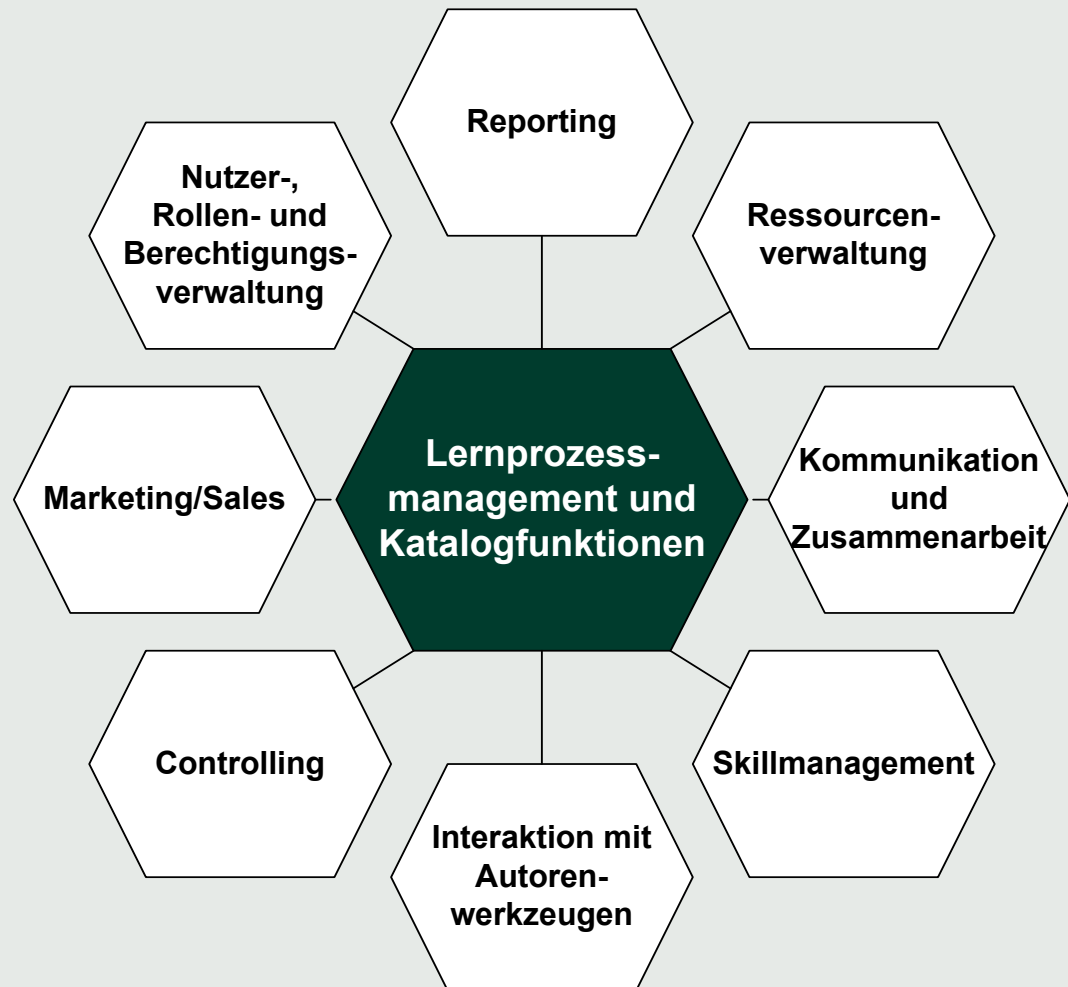 Reporting
Nutzer-,
Rollen- und
Berechtigungs-
verwaltung
Ressourcen-
verwaltung
Marketing/Sales
Lernprozess-
management und
Katalogfunktionen
Kommunikation
und
Zusammenarbeit
Controlling
Skillmanagement
Interaktion mit
Autoren-
werkzeugen